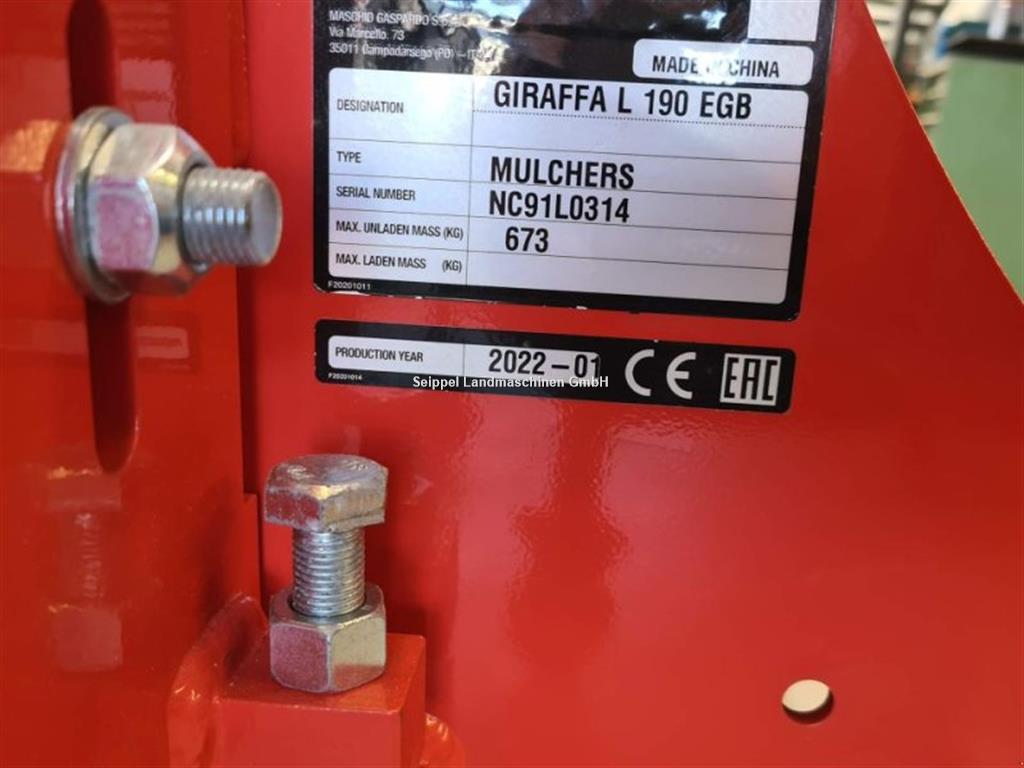 MASCHIO GASPARDO S.p.A.
Via Marcello, 73
35011 Campodarsego (PD) – ITALY
MADE IN CHINA
DESIGNATION GIRAFFA L 190 EGB
TYPE MULCHERS
SERIAL NUMBER NC91L0314
MAX. UNLADEN MASS (KG) 673
MAX. LADEN MASS (KG)
F20201011
PRODUCTION YEAR 2022-01 CE EAC
F20201014
Seippel Landmaschinen GmbH